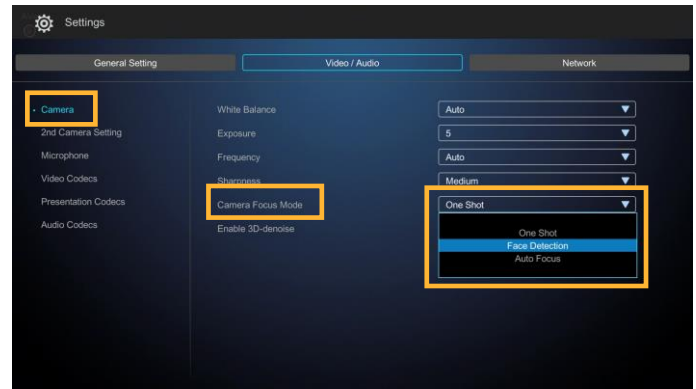 Settings
General Setting Video / Audio Network
Camera White Balance Auto
2nd Camera Setting Exposure 5
Microphone Frequency Auto
Video Codecs Sharpness Medium
Presentation Codecs Camera Focus Mode One Shot
Audio Codecs Enable 3D-denoise
One Shot
Face Detection
Auto Focus